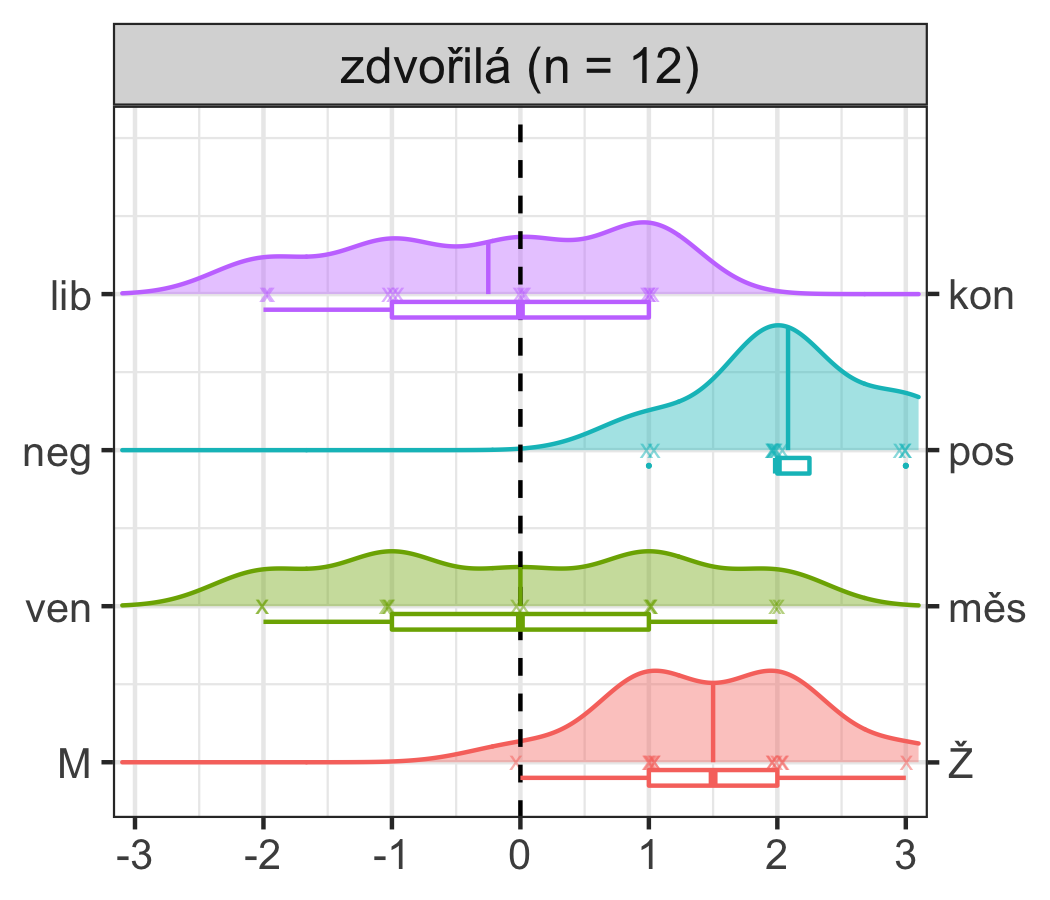 zdvořilá (n = 12)
lib kon
neg pos
ven měs
M Ž
-3 -2 -1 0 1 2 3